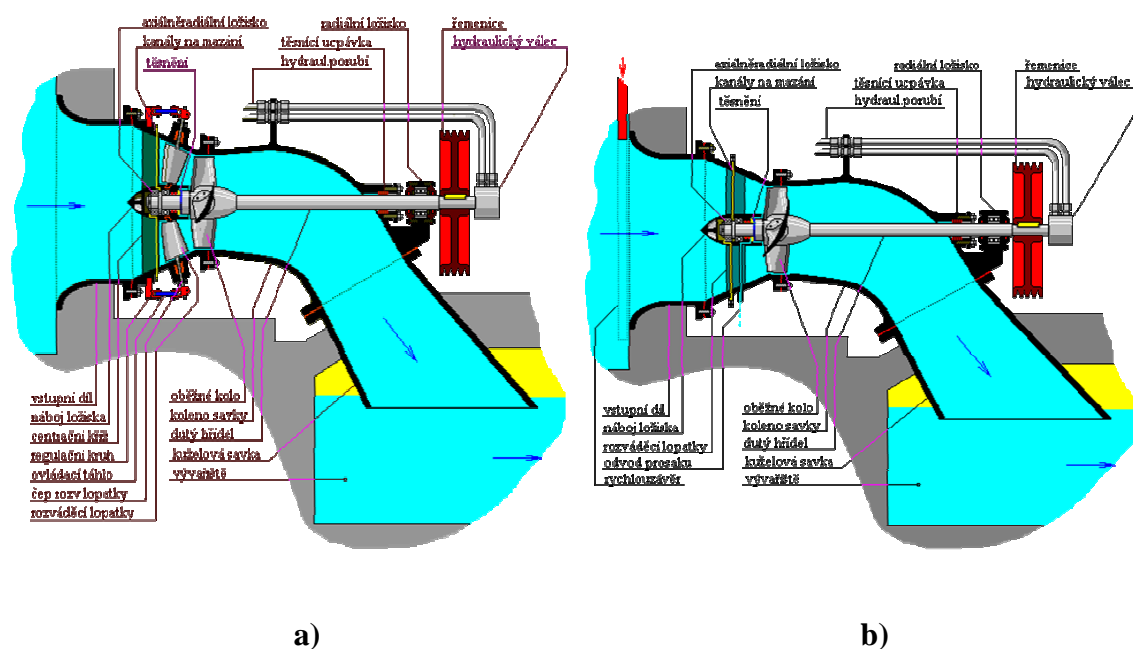 axiálněradiální ložisko
kanály na mazání
těsnění
radiální ložisko
těsnící ucpávka
hydraul.porubí
řemenice
hydraulický válec
vstupní díl
náboj ložiska
centrační kříž
regulační kruh
ovládací táhlo
čep rozv lopatky
rozváděcí lopatky
oběžné kolo
koleno savky
dutý hřídel
kuželová savka
vývařiště
a)
axiálněradiální ložisko
kanály na mazání
těsnění
radiální ložisko
těsnící ucpávka
hydraul.porubí
řemenice
hydraulický válec
vstupní díl
náboj ložiska
rozváděcí lopatky
odvod prosaku
rychlouzávěr
oběžné kolo
koleno savky
dutý hřídel
kuželová savka
vývařiště
b)